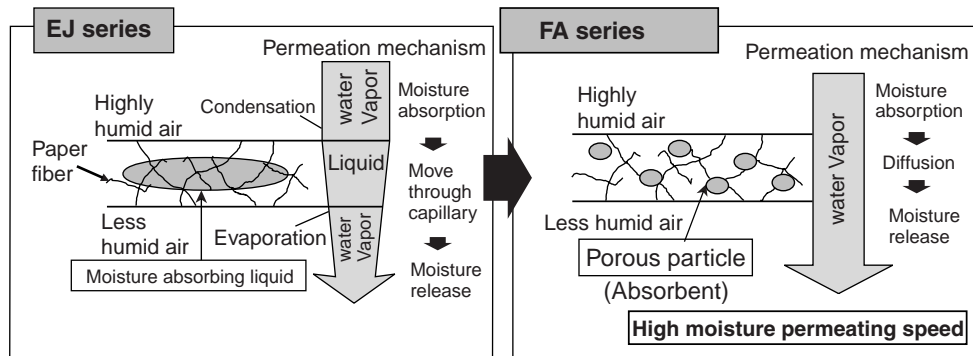 EJ series
Permeation mechanism
water
Vapor
Condensation
Moisture
absorption
Highly
humid air
Paper
fiber
Liquid
Move
through
capillary
Less
humid air
Evaporation
water
Vapor
Moisture absorbing liquid
Moisture
release
FA series
Permeation mechanism
Highly
humid air
Moisture
absorption
water Vapor
Diffusion
Less humid air
Moisture
release
Porous particle
(Absorbent)
High moisture permeating speed